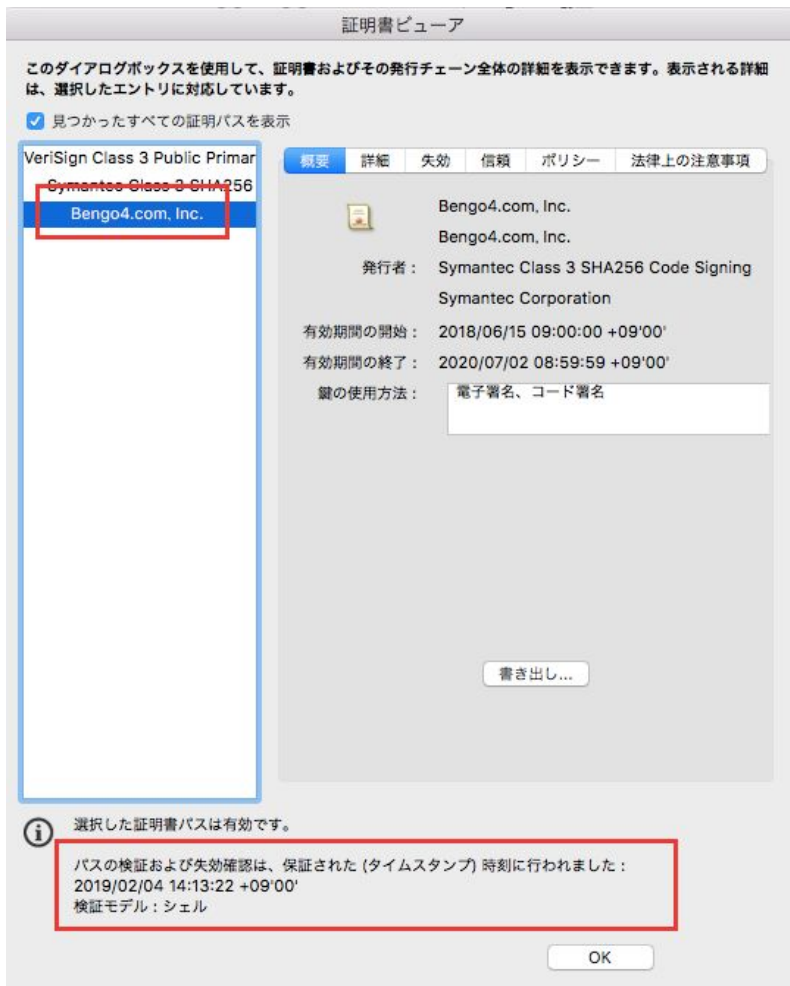 証明書ビューア
このダイアログボックスを使用して、証明書およびその発行チェーン全体の詳細を表示できます。表示される詳細
は、選択したエントリに対応しています。
見つかったすべての証明パスを表示
VeriSign Class 3 Public Primar
Symantec Class 3 SHA256
Bengo4.com, Inc.
概要 詳細 失効 信頼 ポリシー 法律上の注意事項
Bengo4.com, Inc.
Bengo4.com, Inc.
発行者： Symantec Class 3 SHA256 Code Signing
Symantec Corporation
有効期間の開始： 2018/06/15 09:00:00 +09'00'
有効期間の終了： 2020/07/02 08:59:59 +09'00'
鍵の使用方法： 電子署名、コード署名
書き出し...
選択した証明書パスは有効です。
パスの検証および失効確認は、保証された (タイムスタンプ) 時刻に行われました：
2019/02/04 14:13:22 +09'00'
検証モデル：シェル
OK